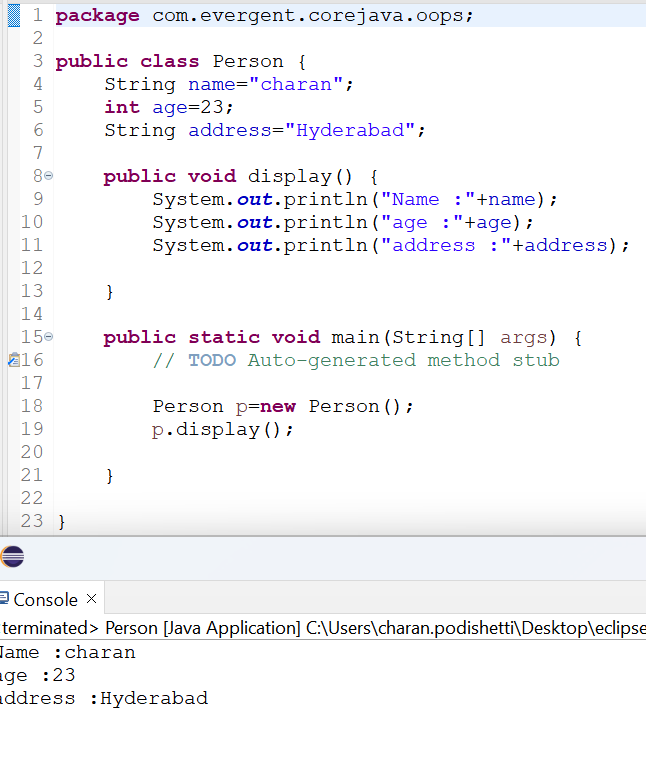 1 package com.evergent.corejava.oops;
2
3 public class Person {
4 String name="charan";
5 int age=23;
6 String address="Hyderabad";
7
8 public void display() {
9 System.out.println("Name :"+name);
10 System.out.println("age :"+age);
11 System.out.println("address :"+address);
12
13 }
14
15 public static void main(String[] args) {
16 // TODO Auto-generated method stub
17
18 Person p=new Person();
19 p.display();
20
21 }
22
23 }
Console ×
terminated> Person [Java Application] C:\Users\charan.podishetti\Desktop\eclipse
Name :charan
age :23
address :Hyderabad